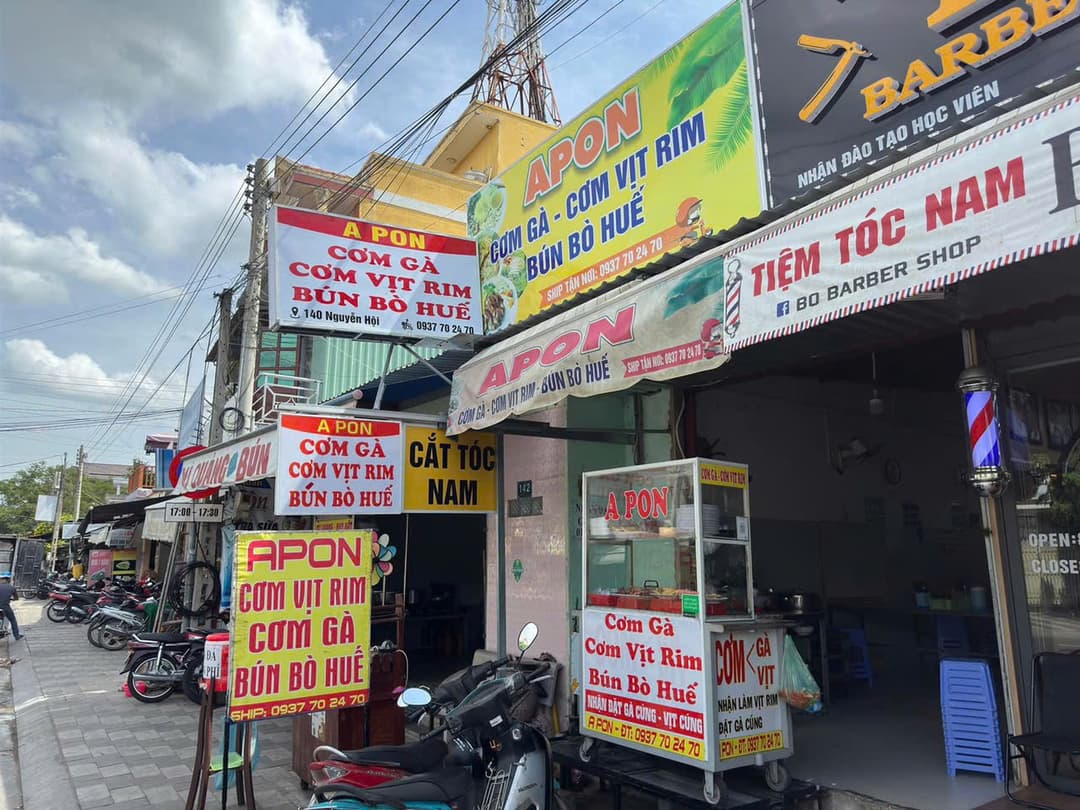 APON
CƠM GÀ - CƠM VỊT RIM
BÚN BÒ HUẾ
SHIP TẬN NƠI: 0937 70 24 70
BARBE
NHẬN ĐÀO TẠO HỌC VIÊN
A PON
CƠM GÀ
CƠM VỊT RIM
BÚN BÒ HUẾ
140 Nguyễn Hội
0937 70 24 70
TIỆM TÓC NAM
BO BARBER SHOP
APON
CƠM GÀ - CƠM VỊT RIM - BÚN BÒ HUẾ
SHIP TẬN NƠI: 0937 70 24 70
QUẢNG
BÚN
17:00 - 17:30
A PON
CƠM GÀ
CƠM VỊT RIM
BÚN BÒ HUẾ
CẮT TÓC
NAM
142
APON
CƠM VỊT RIM
CƠM GÀ
BÚN BÒ HUẾ
SHIP: 0937 70 24 70
A PON
CƠM GÀ - CƠM VỊT RIM
Cơm Gà
Cơm Vịt Rim
Bún Bò Huế
NHẬN ĐẶT GÀ CÚNG - VỊT CÚNG
A PON - ĐT: 0937 70 24 70
CƠM GÀ
VỊT
NHẬN LÀM VỊT RIM
ĐẶT GÀ CÚNG
PON - ĐT: 0937 70 24 70
OPEN:
CLOSE